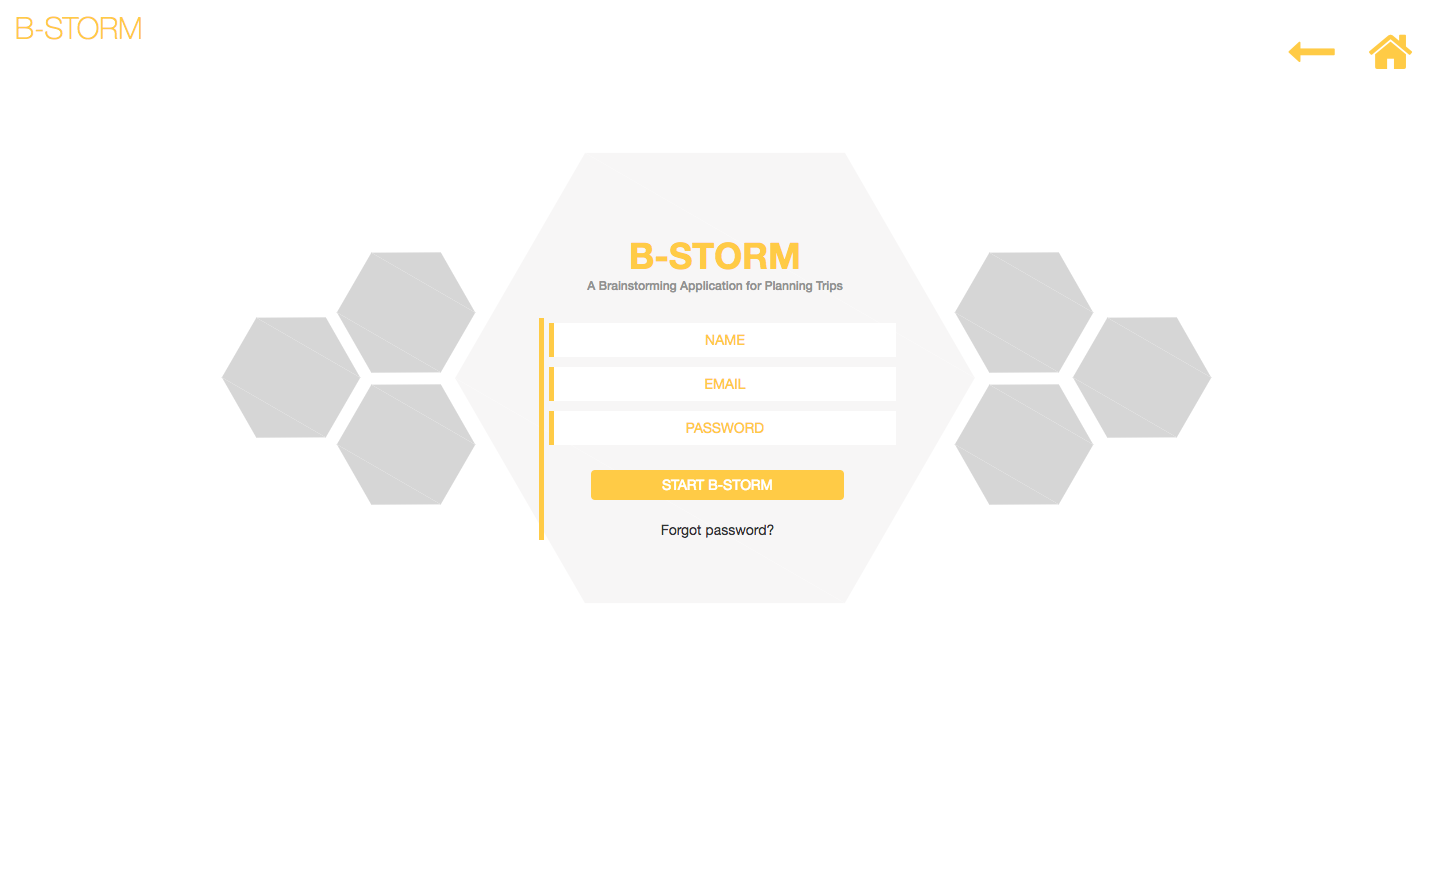 B-STORM
B-STORM
A Brainstorming Application for Planning Trips
NAME
EMAIL
PASSWORD
START B-STORM
Forgot password?